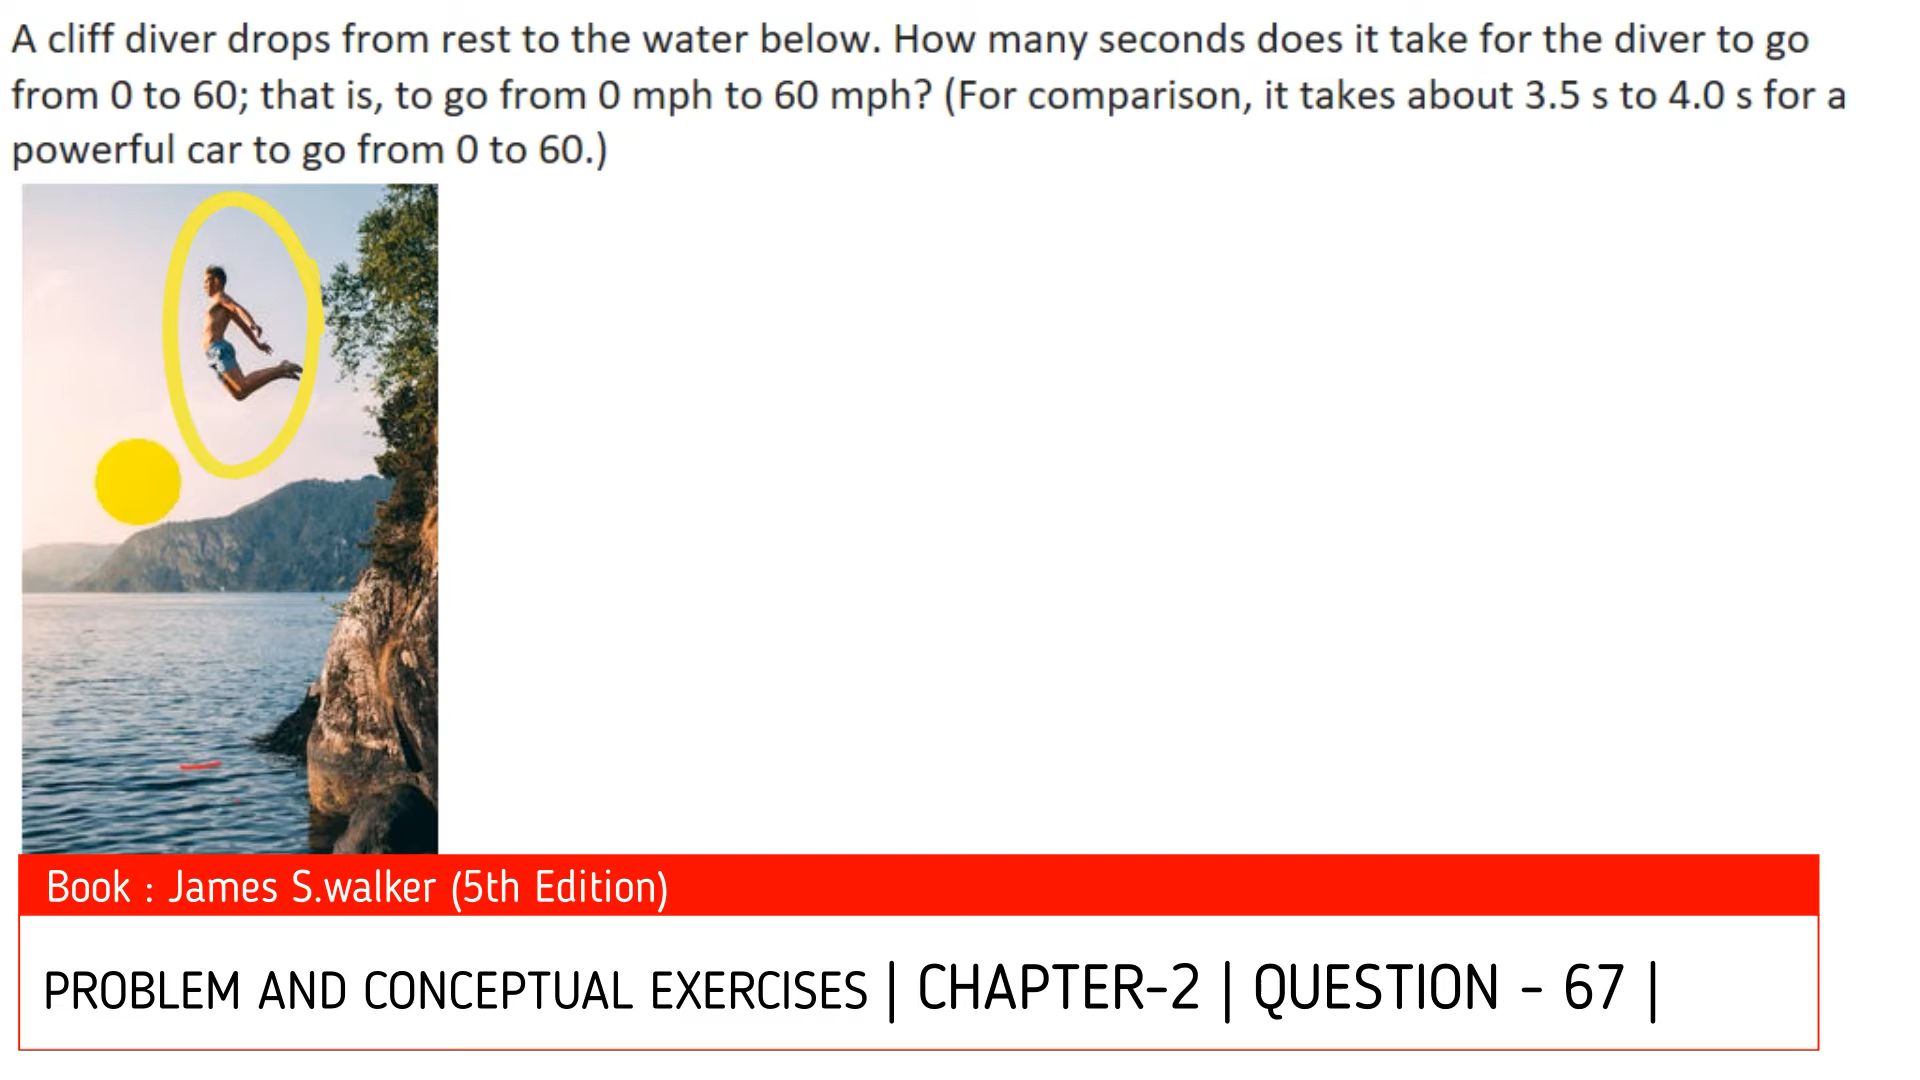 A cliff diver drops from rest to the water below. How many seconds does it take for the diver to go
from 0 to 60; that is, to go from 0 mph to 60 mph? (For comparison, it takes about 3.5 s to 4.0 s for a
powerful car to go from 0 to 60.)
Book : James S.walker (5th Edition)
PROBLEM AND CONCEPTUAL EXERCISES | CHAPTER-2 | QUESTION - 67 |